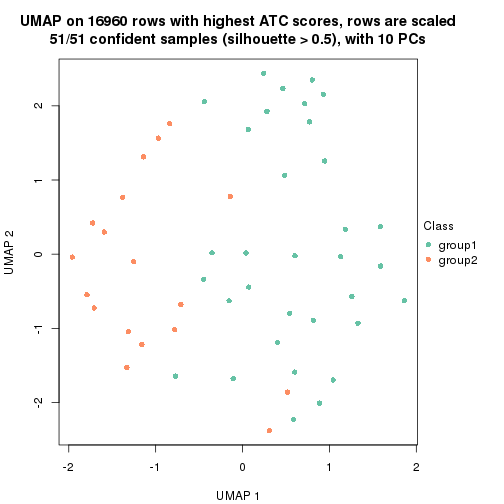 UMAP on 16960 rows with highest ATC scores, rows are scaled
51/51 confident samples (silhouette > 0.5), with 10 PCs
2
1
0
-1
-2
UMAP 2
-2
-1
0
1
2
UMAP 1
Class
group1
group2